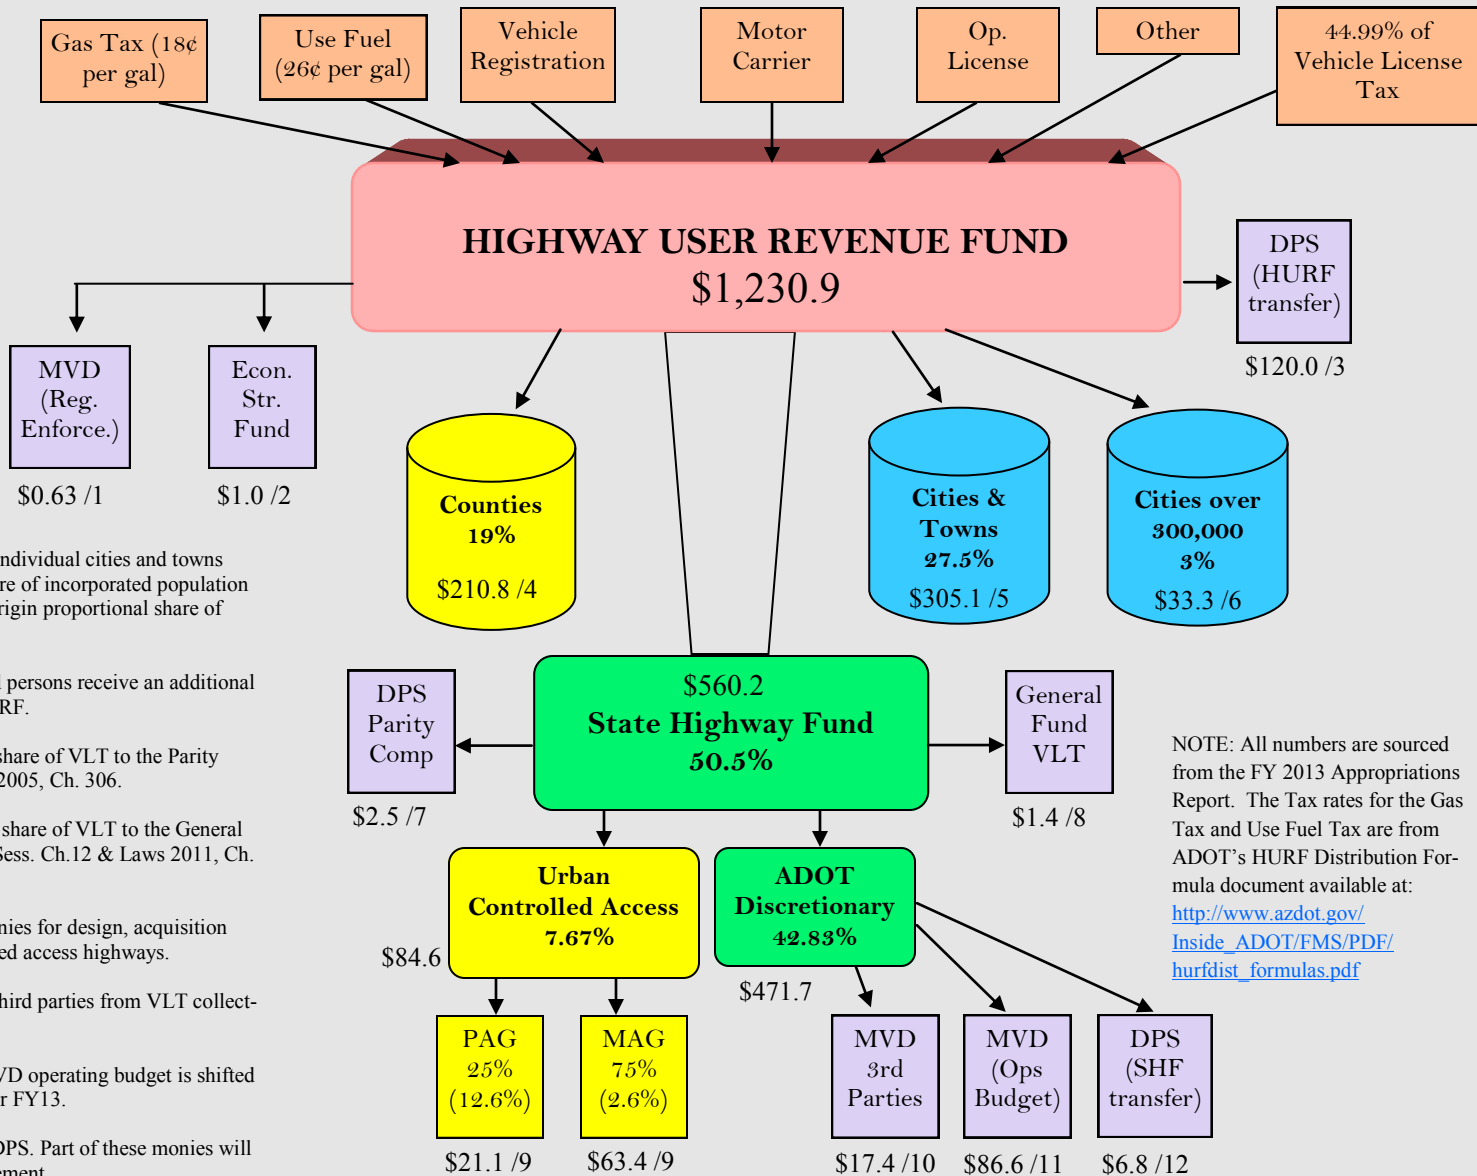 Gas Tax (18¢
per gal)
Use Fuel
(26¢ per gal)
Vehicle
Registration
Motor
Carrier
Op.
License
Other
44.99% of
Vehicle License
Tax
HIGHWAY USER REVENUE FUND
$1,230.9
DPS
(HURF
transfer)
$120.0 /3
MVD
(Reg.
Enforce.)
$0.63 /1
Econ.
Str.
Fund
$1.0 /2
Counties
19%
$210.8 /4
Cities &
Towns
27.5%
$305.1 /5
Cities over
300,000
3%
$33.3 /6
individual cities and towns
re of incorporated population
rigin proportional share of
l persons receive an additional
RF.
share of VLT to the Parity
2005, Ch. 306.
share of VLT to the General
Sess. Ch.12 & Laws 2011, Ch.
nies for design, acquisition
ed access highways.
third parties from VLT collect-
VD operating budget is shifted
r FY13.
DPS. Part of these monies will
ement.
$560.2
State Highway Fund
50.5%
DPS
Parity
Comp
$2.5 /7
General
Fund
VLT
$1.4 /8
NOTE: All numbers are sourced
from the FY 2013 Appropriations
Report. The Tax rates for the Gas
Tax and Use Fuel Tax are from
ADOT's HURF Distribution For-
mula document available at:
http://www.azdot.gov/
Inside_ADOT/FMS/PDF/
hurfdist_formulas.pdf
Urban
Controlled Access
7.67%
$84.6
ADOT
Discretionary
42.83%
$471.7
PAG
25%
(12.6%)
$21.1 /9
MAG
75%
(2.6%)
$63.4 /9
MVD
3rd
Parties
$17.4 /10
MVD
(Ops
Budget)
$86.6 /11
DPS
(SHF
transfer)
$6.8 /12